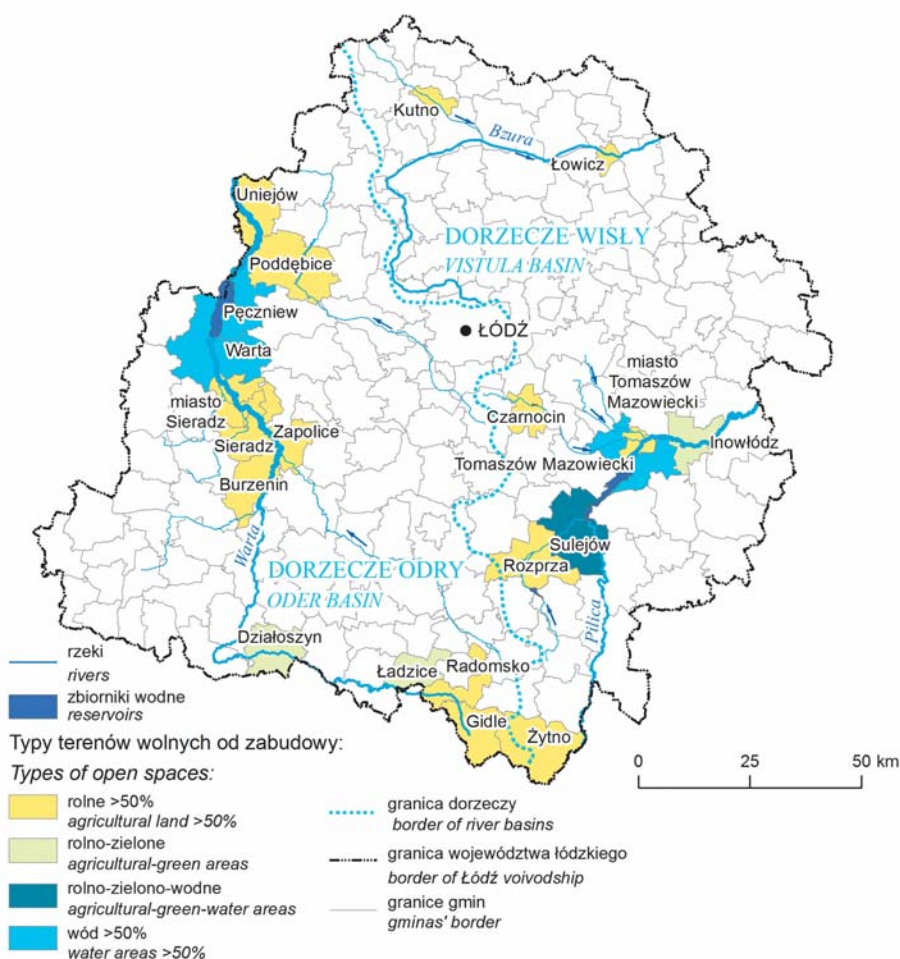 Kutno
Bzura
Łowicz
Uniejów
DORZECZE WISŁY
VISTULA BASIN
Poddębice
Pęczniew
ŁÓDŹ
Warta
miasto
Tomaszów
Mazowiecki
miasto
Sieradz
Czarnocin
Zapolice
Inowłódz
Sieradz
Tomaszów Mazowiecki
Burzenin
Sulejów
Warta
Rozprza
DORZECZE ODRY
ODER BASIN
Pilica
Działoszyn
Ładzice
Radomsko
Gidle
Żytno
rzeki
rivers
zbiorniki wodne
reservoirs
Typy terenów wolnych od zabudowy:
Types of open spaces:
rolne >50%
agricultural land >50%
rolno-zielone
agricultural-green areas
rolno-zielono-wodne
agricultural-green-water areas
wód >50%
water areas >50%
0 25 50 km
granica dorzeczy
border of river basins
granica województwa łódzkiego
border of Łódź voivodship
granice gmin
gminas' border